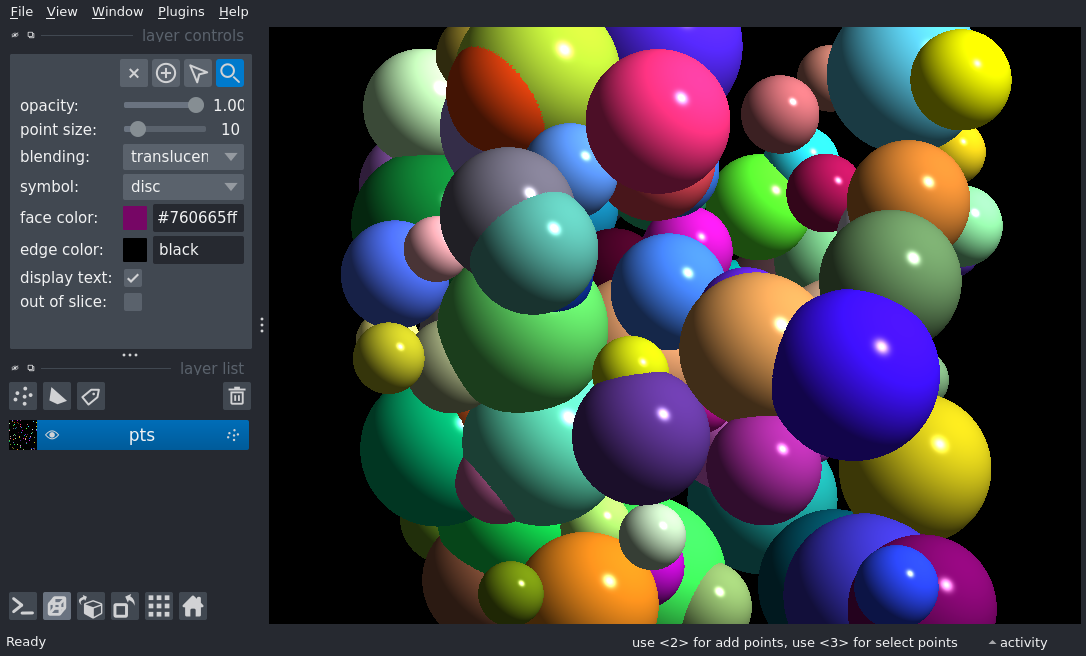 File View Window Plugins Help
layer controls
opacity: 1.00
point size: 10
blending: translucen
symbol: disc
face color: #760665ff
edge color: black
display text:
out of slice:
layer list
pts
Ready
use <2> for add points, use <3> for select points
activity